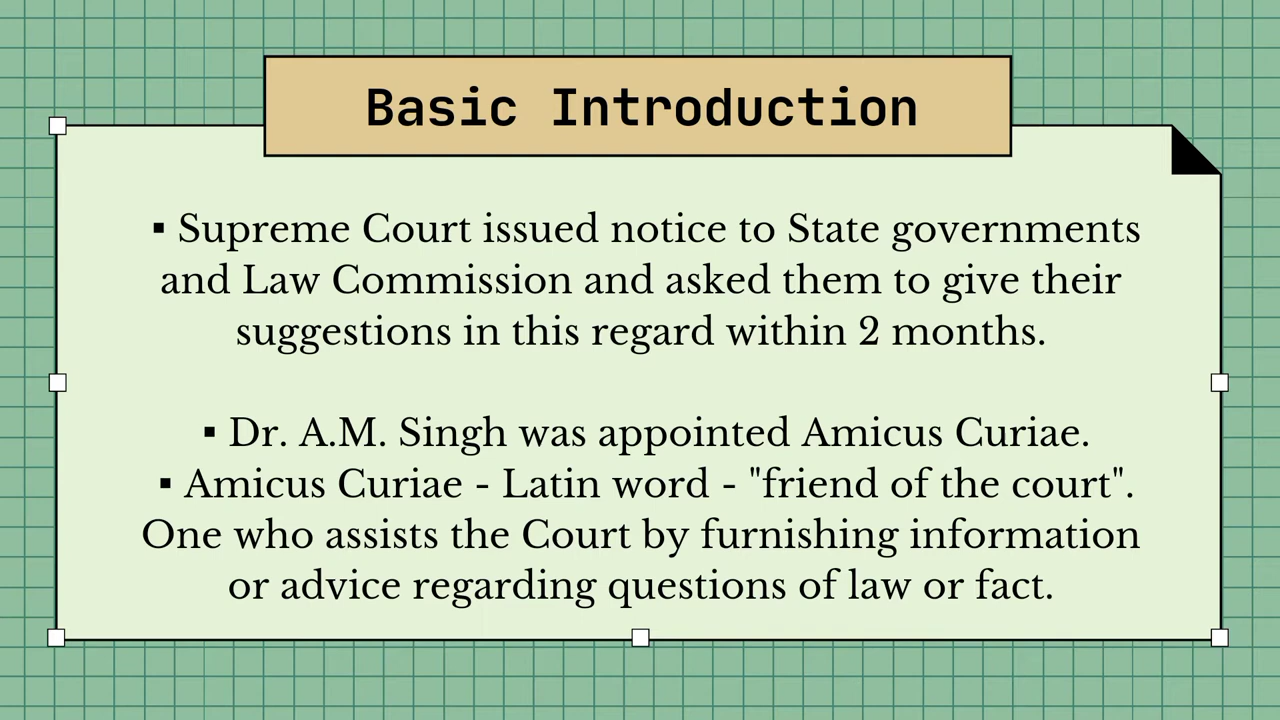 Basic Introduction
▪ Supreme Court issued notice to State governments
and Law Commission and asked them to give their
suggestions in this regard within 2 months.
▪ Dr. A.M. Singh was appointed Amicus Curiae.
▪ Amicus Curiae - Latin word - "friend of the court".
One who assists the Court by furnishing information
or advice regarding questions of law or fact.